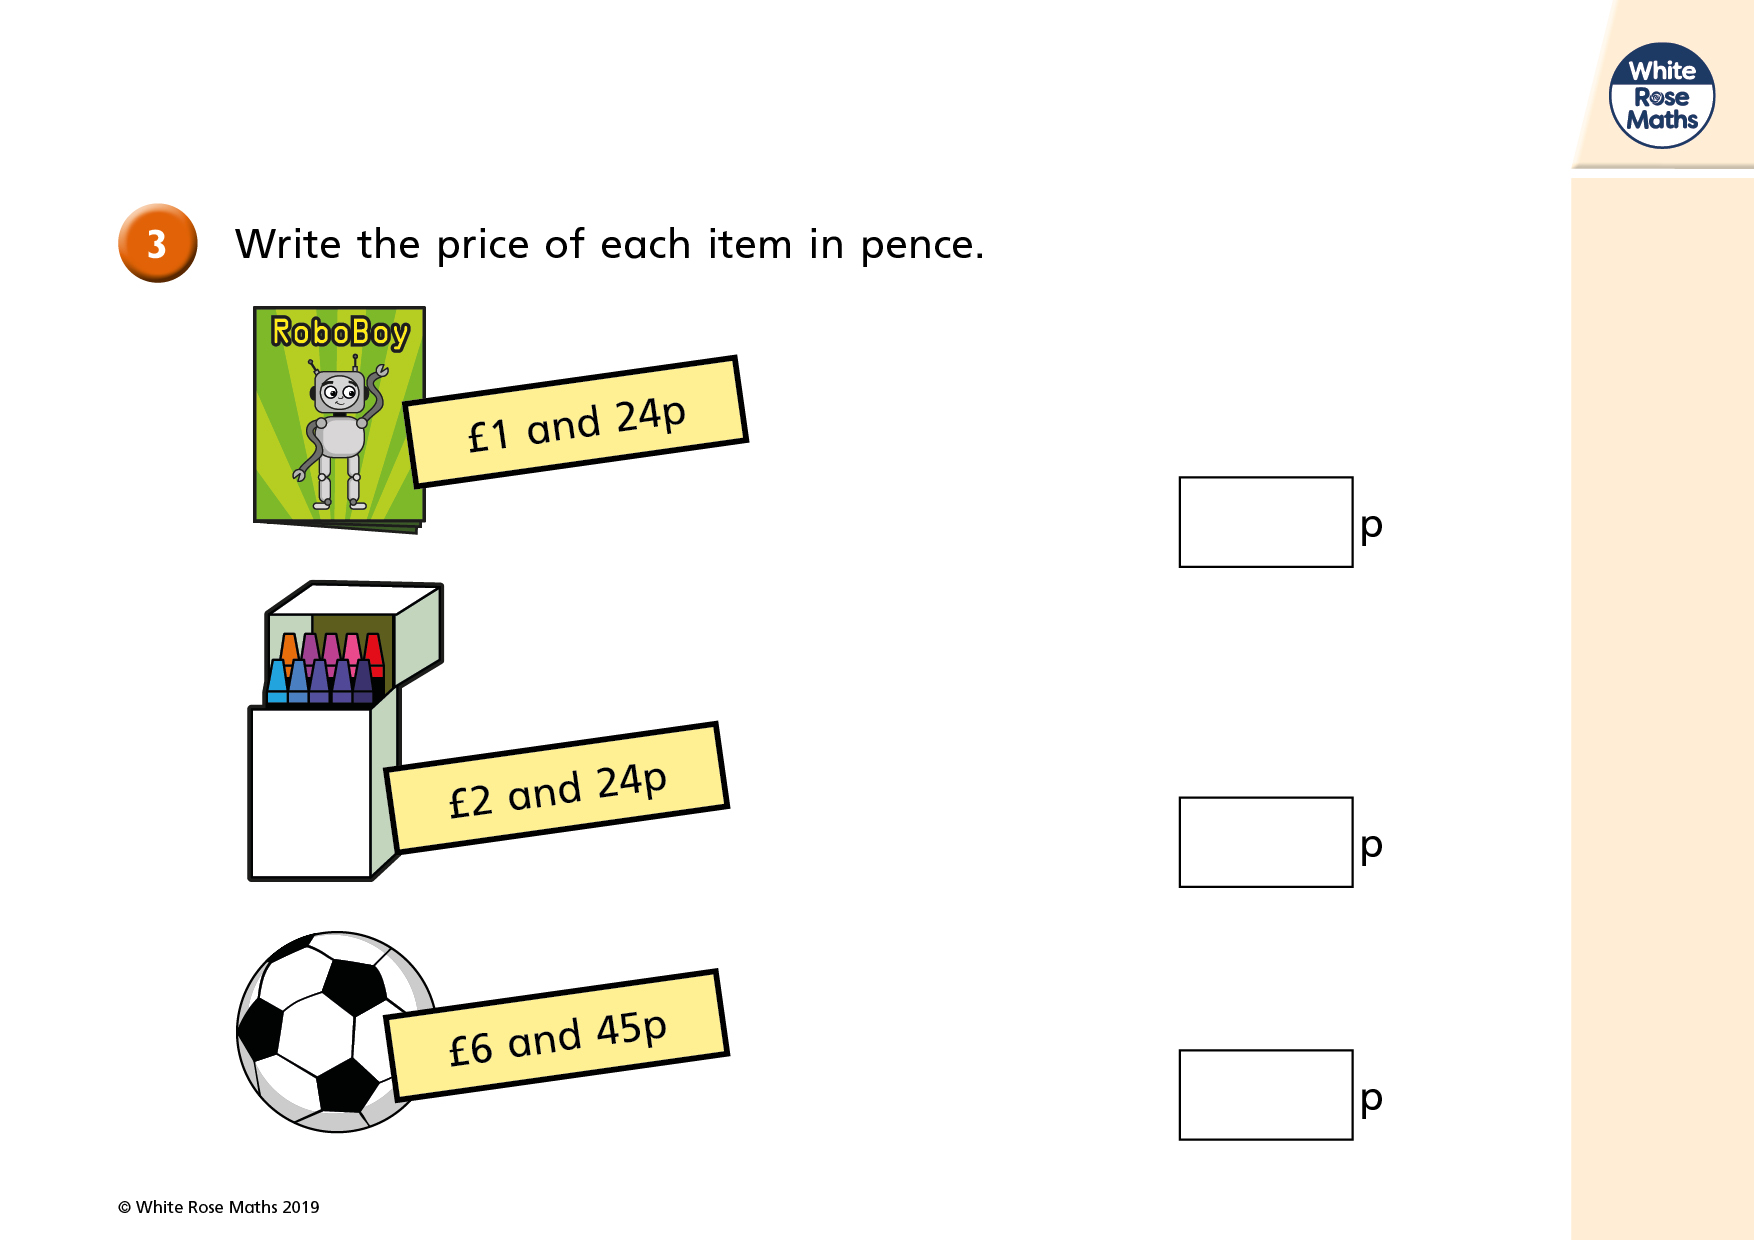 White
Rose
Maths
3 Write the price of each item in pence.
RoboBoy
£1 and 24p
p
£2 and 24p
p
£6 and 45p
p
© White Rose Maths 2019